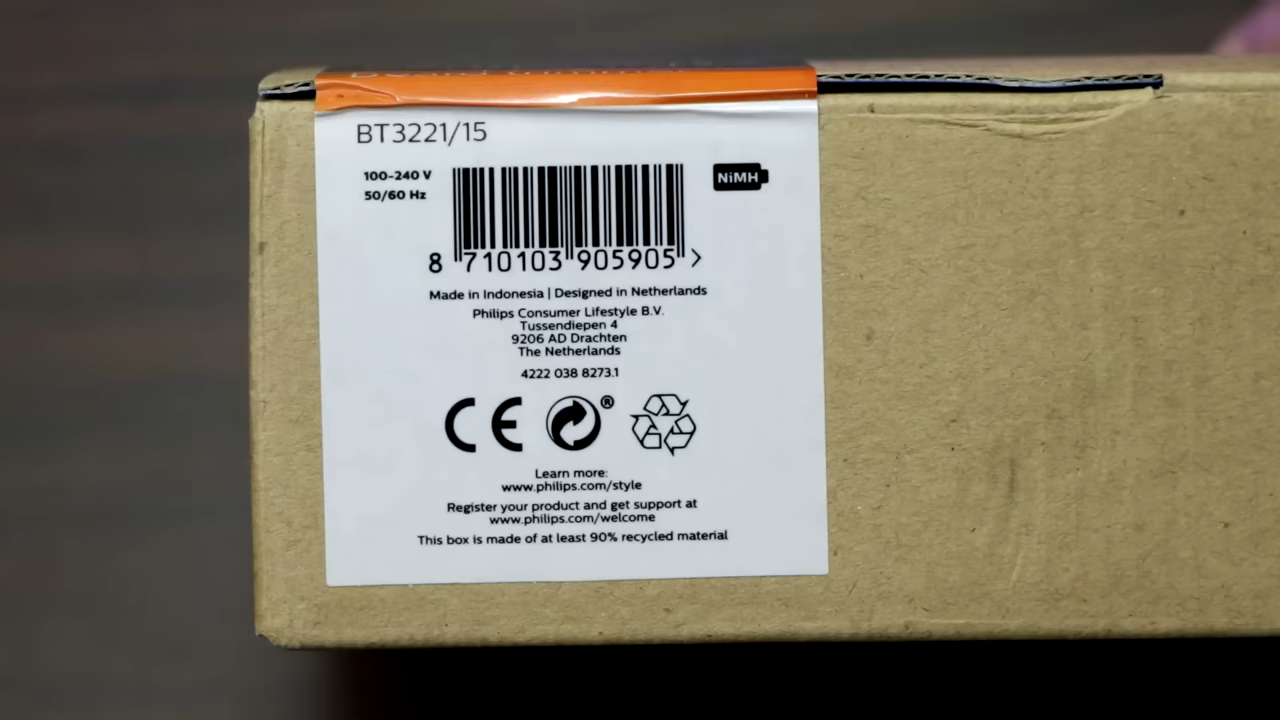 BT3221/15
100-240 V
50/60 Hz
NiMH
8 710103 905905 >
Made in Indonesia | Designed in Netherlands
Philips Consumer Lifestyle B.V.
Tussendiepen 4
9206 AD Drachten
The Netherlands
4222 038 8273.1
CE
®
Learn more:
www.philips.com/style
Register your product and get support at
www.philips.com/welcome
This box is made of at least 90% recycled material